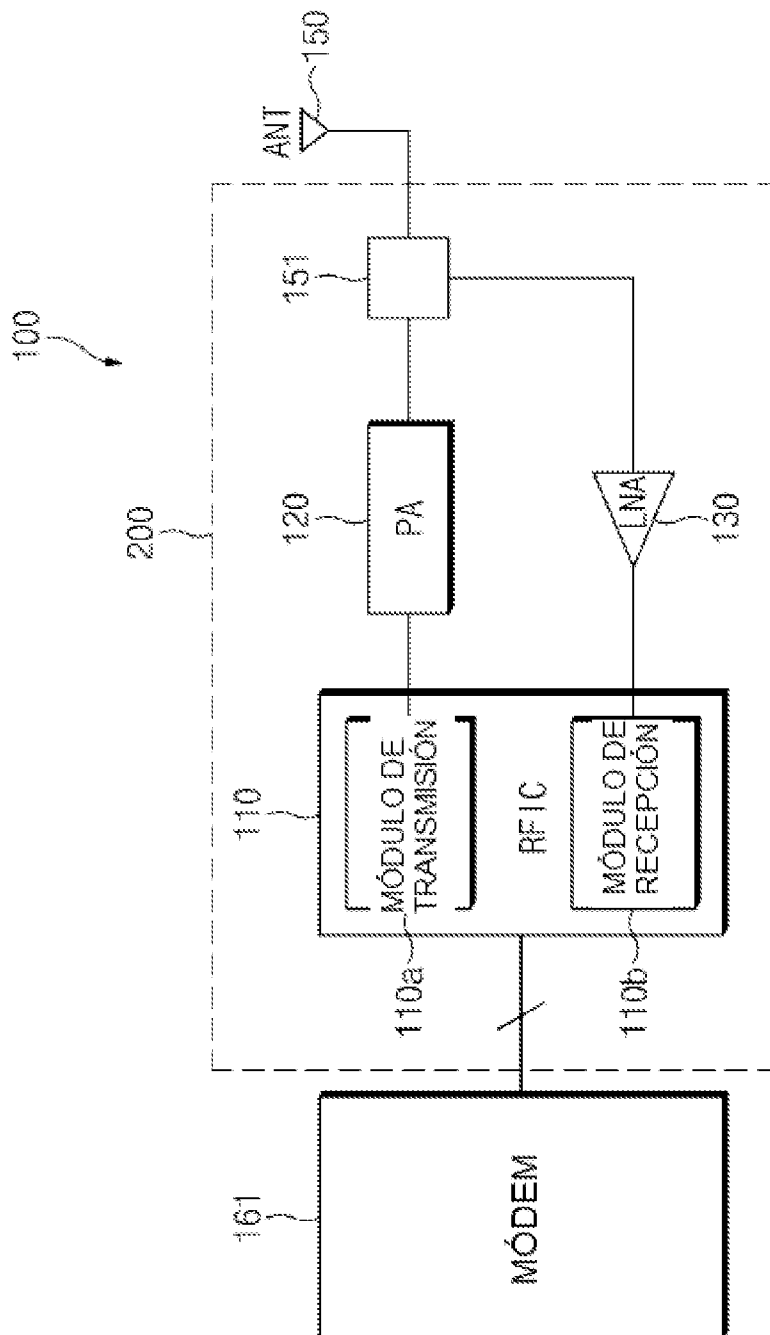 100
200
ANT
150
151
120
PA
LNA
130
110
MÓDULO DE
TRANSMISIÓN
110a
RFIC
MÓDULO DE
RECEPCIÓN
110b
161
MÓDEM